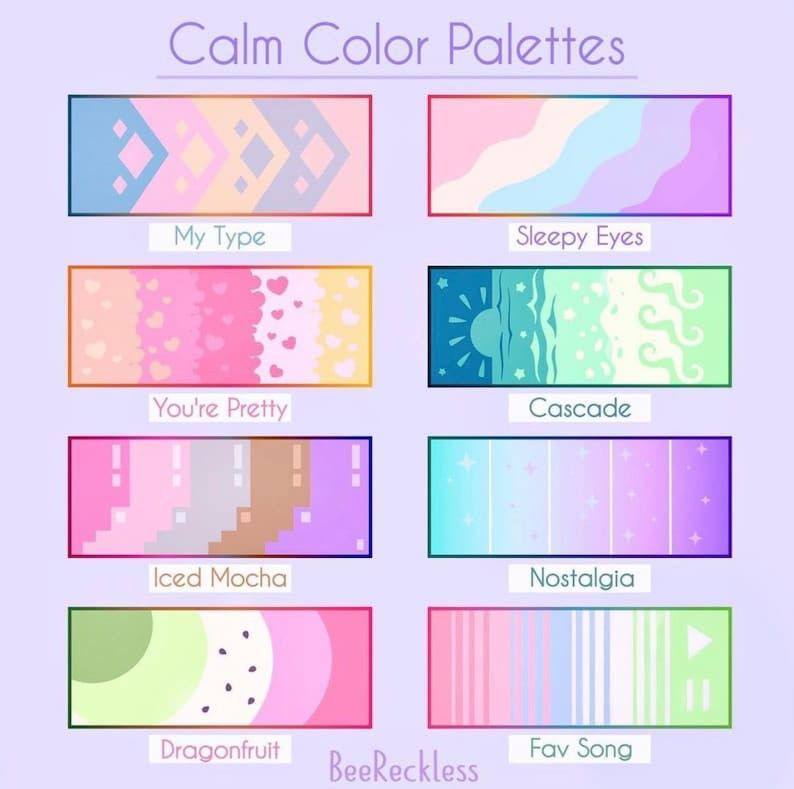 Calm Color Palettes
My Type
Sleepy Eyes
You're Pretty
Cascade
Iced Mocha
Nostalgia
Dragonfruit
Fav Song
BeeReckless